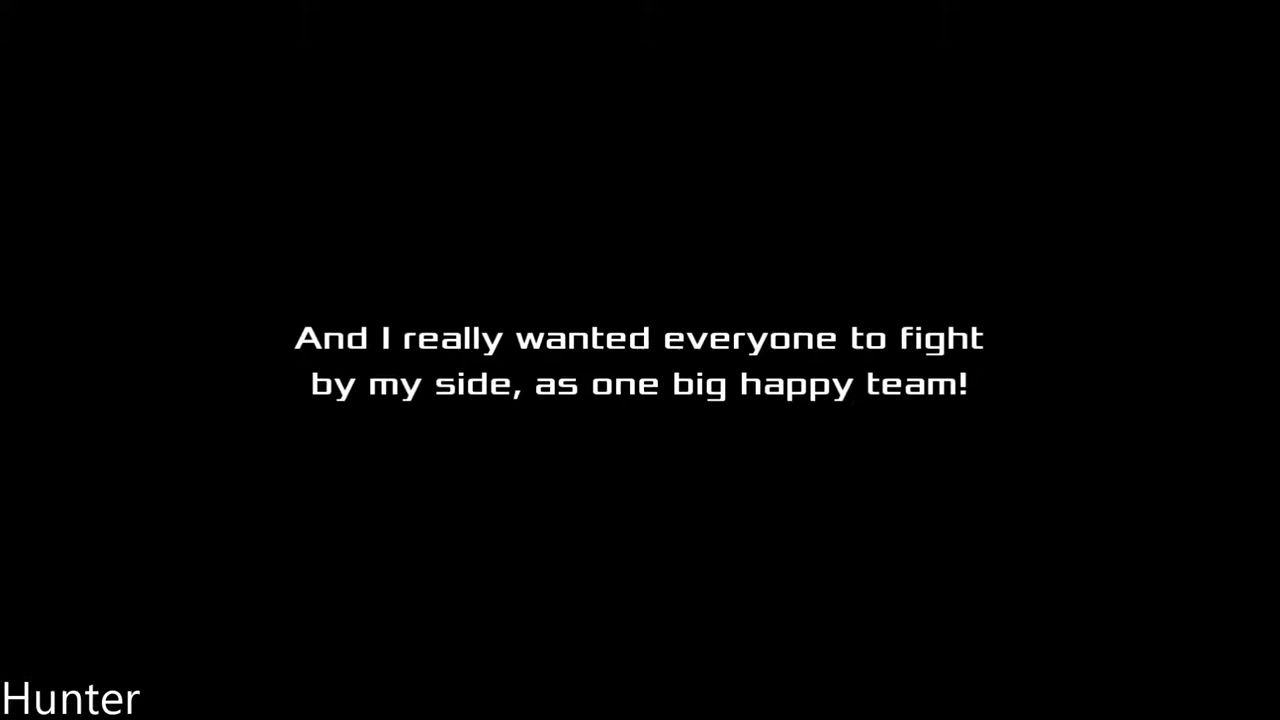 And I really wanted everyone to fight
by my side, as one big happy team!
Hunter